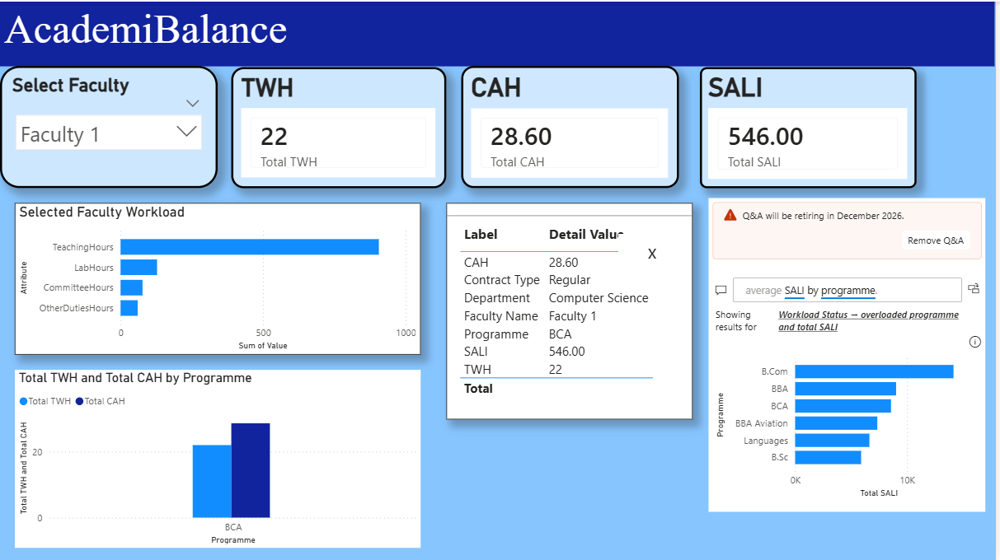 AcademiBalance
Select Faculty
Faculty 1
TWH
22
Total TWH
CAH
28.60
Total CAH
SALI
546.00
Total SALI
Selected Faculty Workload
Attribute
TeachingHours
LabHours
CommitteeHours
OtherDutiesHours
0 500 1000
Sum of Value
Total TWH and Total CAH by Programme
Total TWH Total CAH
Total TWH and Total CAH
20
0
BCA
Programme
Label Detail Value
X
CAH 28.60
Contract Type Regular
Department Computer Science
Faculty Name Faculty 1
Programme BCA
SALI 546.00
TWH 22
Total
Q&A will be retiring in December 2026.
Remove Q&A
average SALI by programme.
Showing
results for
Workload Status → overloaded programme
and total SALI
Programme
B.Com
BBA
BCA
BBA Aviation
Languages
B.Sc
0K 10K
Total SALI